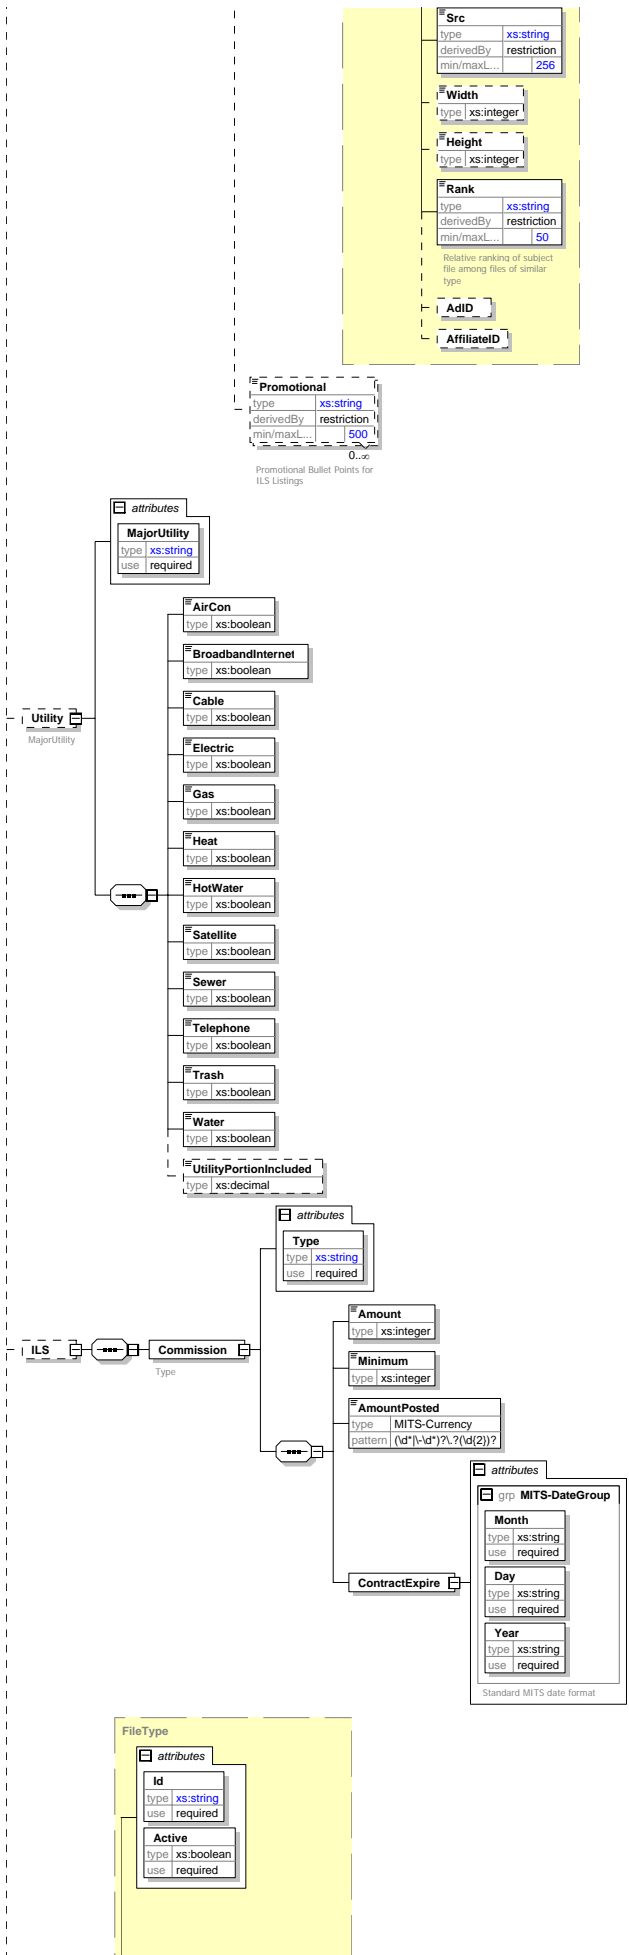 Src
type xs:string
derivedBy restriction
min/maxL... 256
Width
type xs:integer
Height
type xs:integer
Rank
type xs:string
derivedBy restriction
min/maxL... 50
Relative ranking of subject
file among files of similar
type
AdID
AffiliateID
Promotional
type xs:string
derivedBy restriction
min/maxL... 500
0..∞
Promotional Bullet Points for
ILS Listings
attributes
MajorUtility
type xs:string
use required
AirCon
type xs:boolean
BroadbandInternet
type xs:boolean
Cable
type xs:boolean
Utility
MajorUtility
Electric
type xs:boolean
Gas
type xs:boolean
Heat
type xs:boolean
HotWater
type xs:boolean
Satellite
type xs:boolean
Sewer
type xs:boolean
Telephone
type xs:boolean
Trash
type xs:boolean
Water
type xs:boolean
UtilityPortionIncluded
type xs:decimal
attributes
Type
type xs:string
use required
ILS
Commission
Type
Amount
type xs:integer
Minimum
type xs:integer
AmountPosted
type MITS-Currency
pattern (\d*|\-\d*)?\.?(\d{2})?
attributes
grp MITS-DateGroup
Month
type xs:string
use required
ContractExpire
Day
type xs:string
use required
Year
type xs:string
use required
Standard MITS date format
FileType
attributes
Id
type xs:string
use required
Active
type xs:boolean
use required